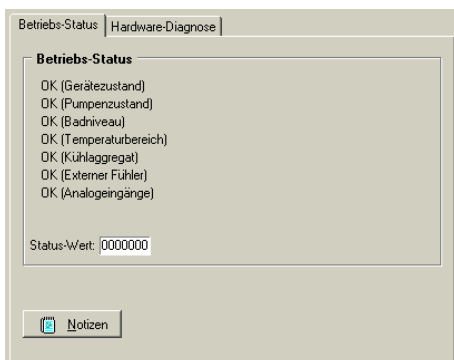 Betriebs-Status Hardware-Diagnose
Betriebs-Status
OK (Gerätezustand)
OK (Pumpenzustand)
OK (Badniveau)
OK (Temperaturbereich)
OK (Kühlaggregat)
OK (Externer Fühler)
OK (Analogeingänge)
Status-Wert: 0000000
Notizen